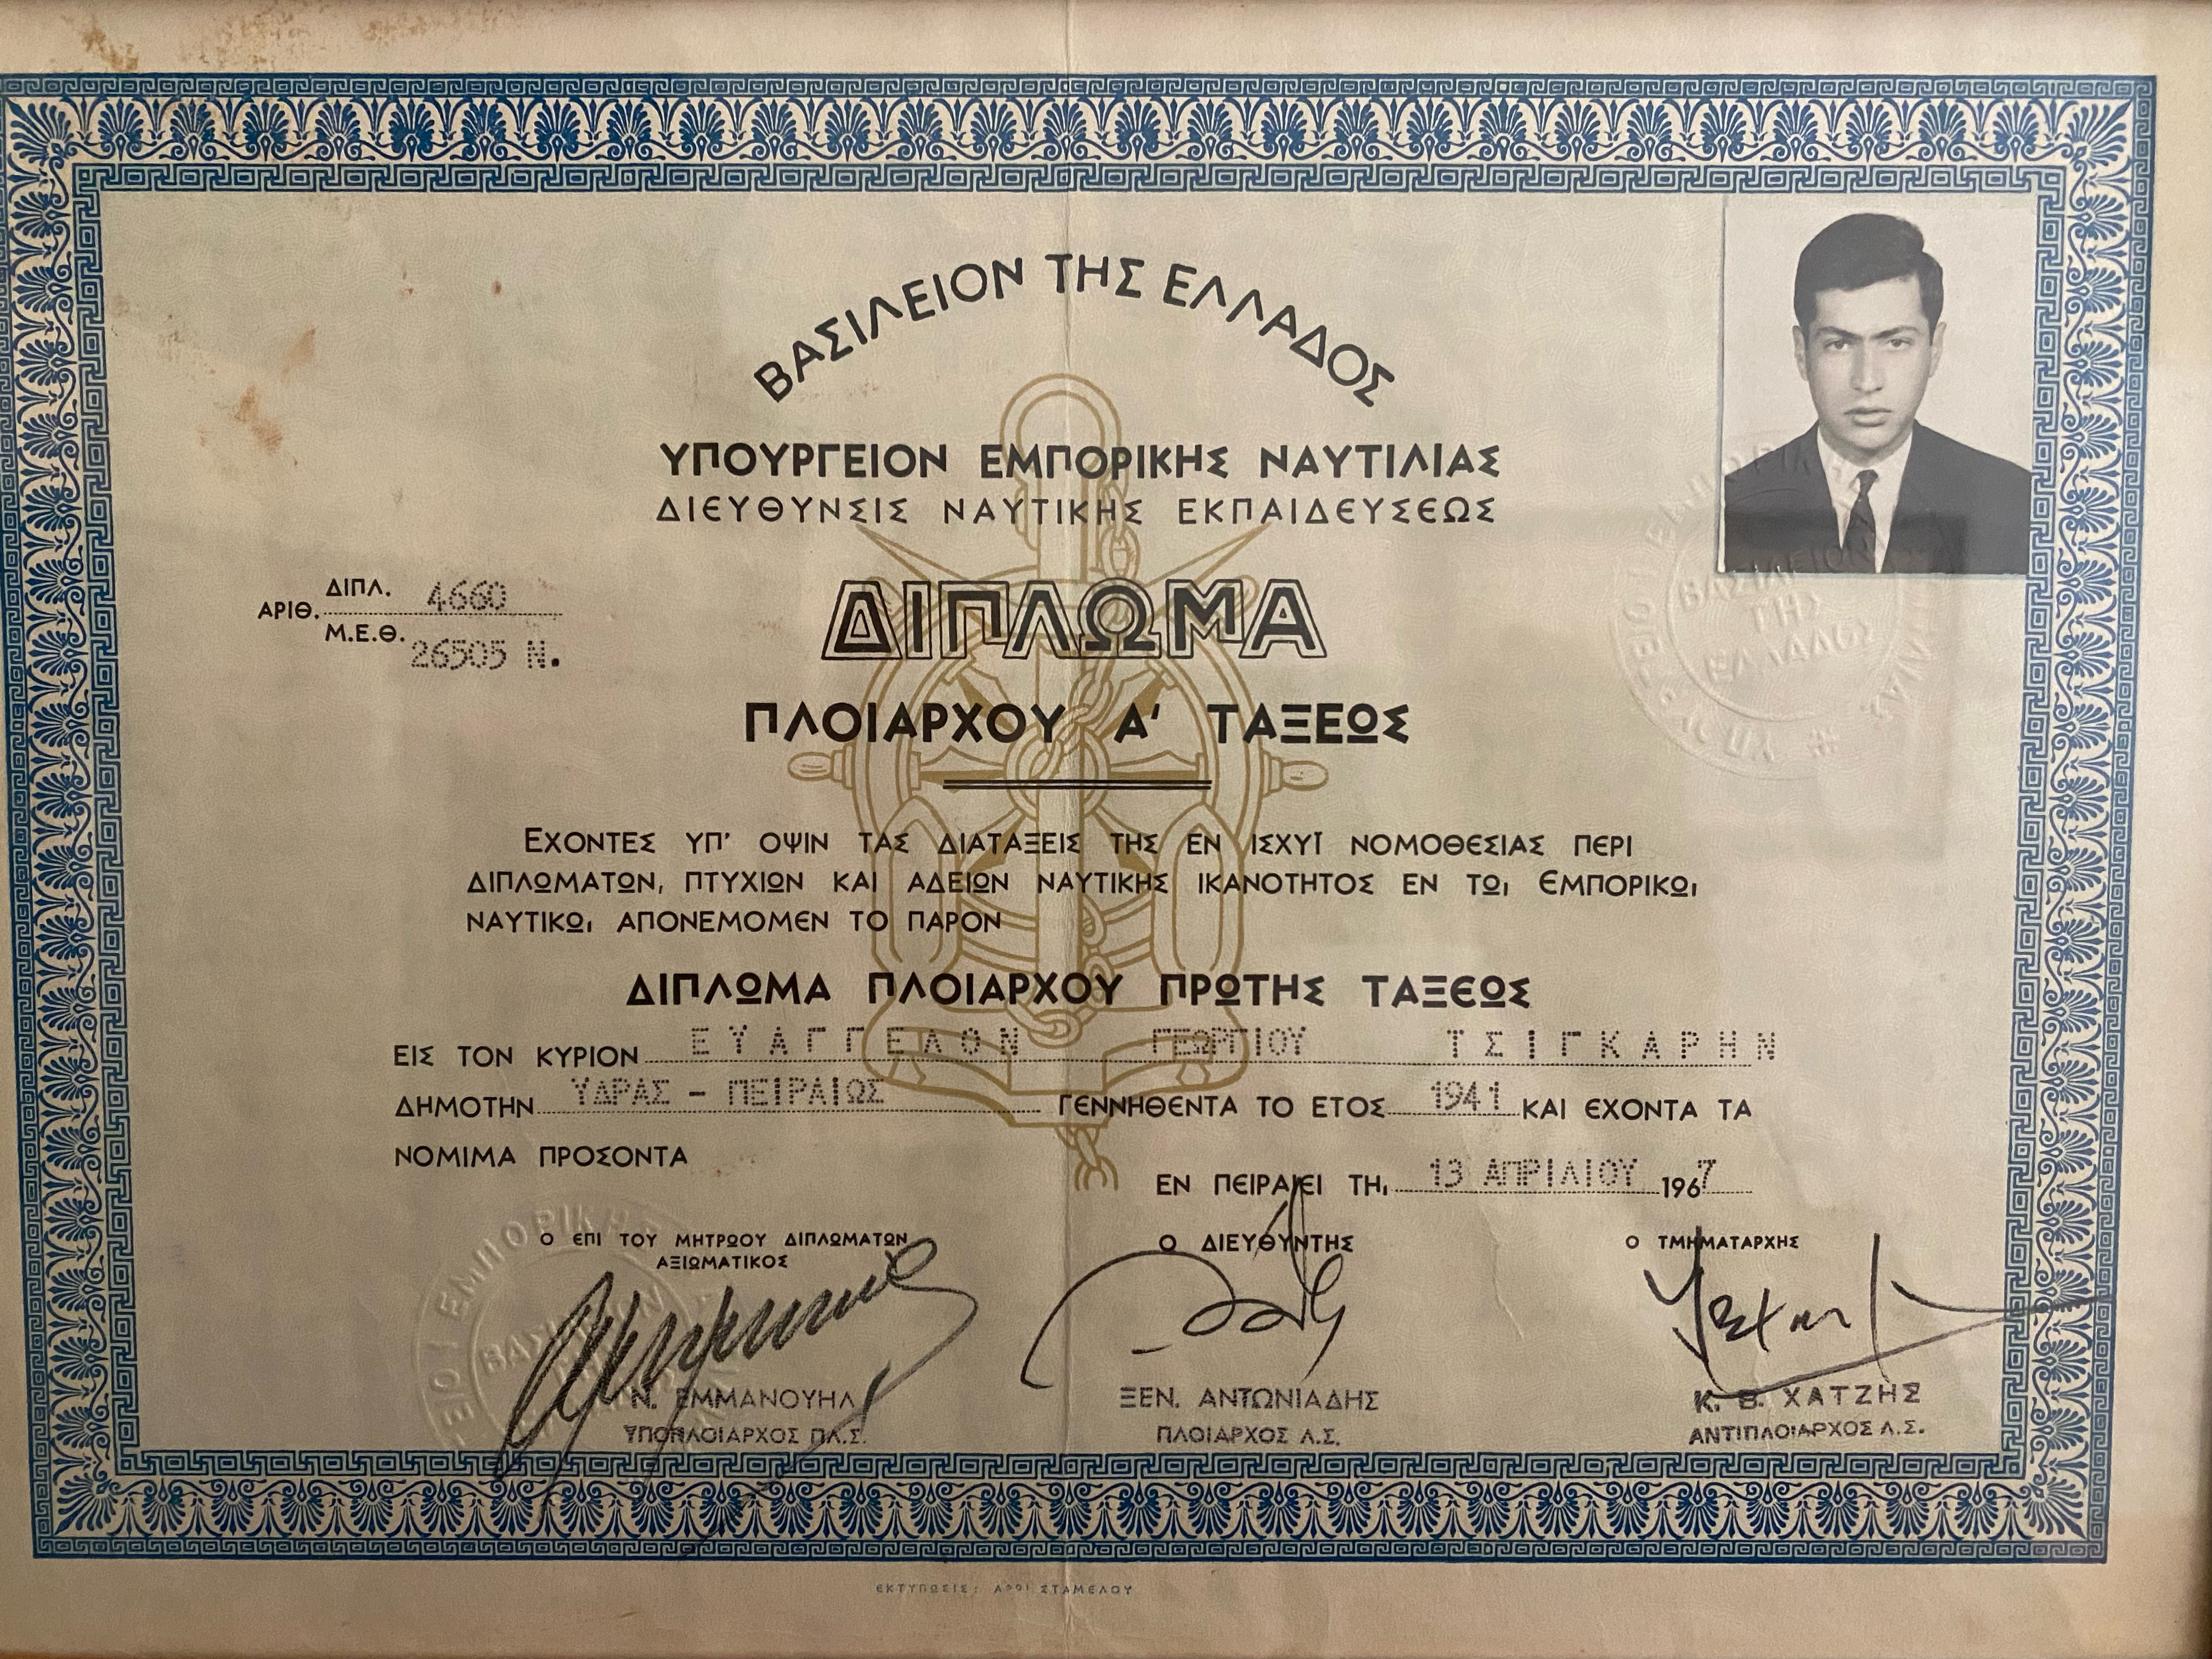 ΒΑΣΙΛΕΙΟΝ ΤΗΣ ΕΛΛΑΔΟΣ
ΥΠΟΥΡΓΕΙΟΝ ΕΜΠΟΡΙΚΗΣ ΝΑΥΤΙΛΙΑΣ
ΔΙΕΥΘΥΝΣΙΣ ΝΑΥΤΙΚΗΣ ΕΚΠΑΙΔΕΥΣΕΩΣ
ΑΡΙΘ. ΔΙΠΛ. 4660
Μ.Ε.Θ. 26505 Ν.
ΔΙΠΛΩΜΑ
ΠΛΟΙΑΡΧΟΥ Α' ΤΑΞΕΩΣ
ΒΑΣΙΛΕΙΟΝ
ΤΗΣ
ΕΛΛΑΔΟΣ
ΕΧΟΝΤΕΣ ΥΠ' ΟΨΙΝ ΤΑΣ ΔΙΑΤΑΞΕΙΣ ΤΗΣ ΕΝ ΙΣΧΥΪ ΝΟΜΟΘΕΣΙΑΣ ΠΕΡΙ
ΔΙΠΛΩΜΑΤΩΝ, ΠΤΥΧΙΩΝ ΚΑΙ ΑΔΕΙΩΝ ΝΑΥΤΙΚΗΣ ΙΚΑΝΟΤΗΤΟΣ ΕΝ ΤΩΙ ΕΜΠΟΡΙΚΩΙ
ΝΑΥΤΙΚΩΙ ΑΠΟΝΕΜΟΜΕΝ ΤΟ ΠΑΡΟΝ
ΔΙΠΛΩΜΑ ΠΛΟΙΑΡΧΟΥ ΠΡΩΤΗΣ ΤΑΞΕΩΣ
ΕΙΣ ΤΟΝ ΚΥΡΙΟΝ ΕΥΑΓΓΕΛΟΝ ΓΕΩΡΓΙΟΥ ΤΣΙΓΚΑΡΗΝ
ΔΗΜΟΤΗΝ ΥΔΡΑΣ - ΠΕΙΡΑΙΩΣ ΓΕΝΝΗΘΕΝΤΑ ΤΟ ΕΤΟΣ 1941 ΚΑΙ ΕΧΟΝΤΑ ΤΑ
ΝΟΜΙΜΑ ΠΡΟΣΟΝΤΑ
ΕΝ ΠΕΙΡΑΙΕΙ ΤΗΙ 13 ΑΠΡΙΛΙΟΥ 1967
Ο ΕΠΙ ΤΟΥ ΜΗΤΡΩΟΥ ΔΙΠΛΩΜΑΤΩΝ
ΑΞΙΩΜΑΤΙΚΟΣ
Ο ΔΙΕΥΘΥΝΤΗΣ
Ο ΤΜΗΜΑΤΑΡΧΗΣ
Ν. ΕΜΜΑΝΟΥΗΛ
ΥΠΟΠΛΟΙΑΡΧΟΣ ΠΛ.Σ.
ΞΕΝ. ΑΝΤΩΝΙΑΔΗΣ
ΠΛΟΙΑΡΧΟΣ Λ.Σ.
Κ. Β. ΧΑΤΖΗΣ
ΑΝΤΙΠΛΟΙΑΡΧΟΣ Λ.Σ.
ΕΚΤΥΠΩΣΙΣ: ΑΦΟΙ ΣΤΑΜΕΛΟΥ